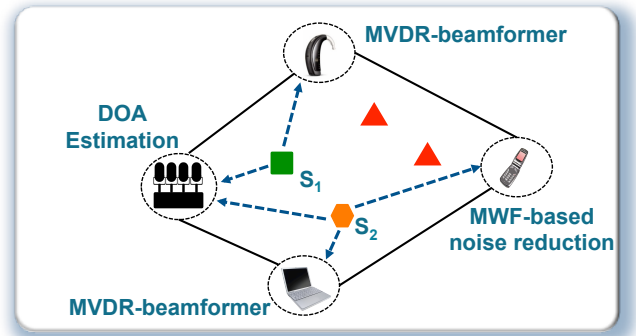 MVDR-beamformer
DOA
Estimation
S1
S2
MWF-based
noise reduction
MVDR-beamformer